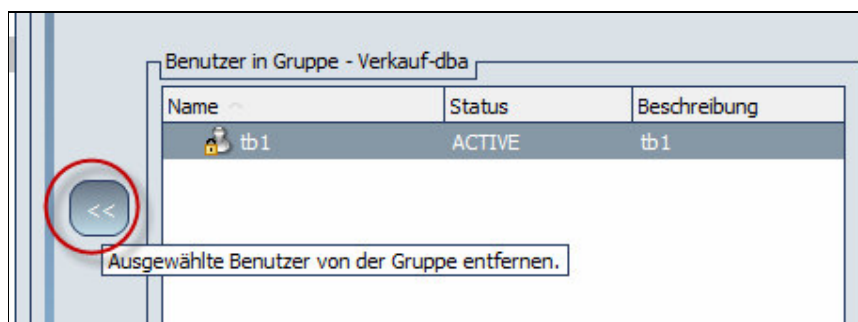 Benutzer in Gruppe - Verkauf-dba
Name Status Beschreibung
tb1 ACTIVE tb1
<<
Ausgewählte Benutzer von der Gruppe entfernen.